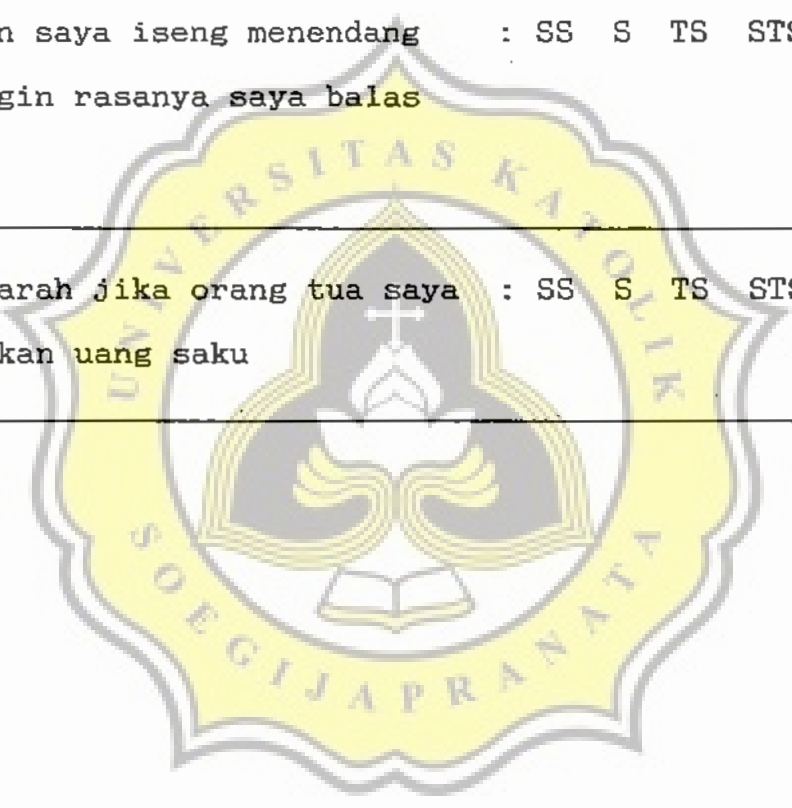 n saya iseng menendang : SS S TS STS
gin rasanya saya balas
arah jika orang tua saya : SS S TS STS
kan uang saku
UNIVERSITAS KATOLIK
SOEGIJAPRANATA